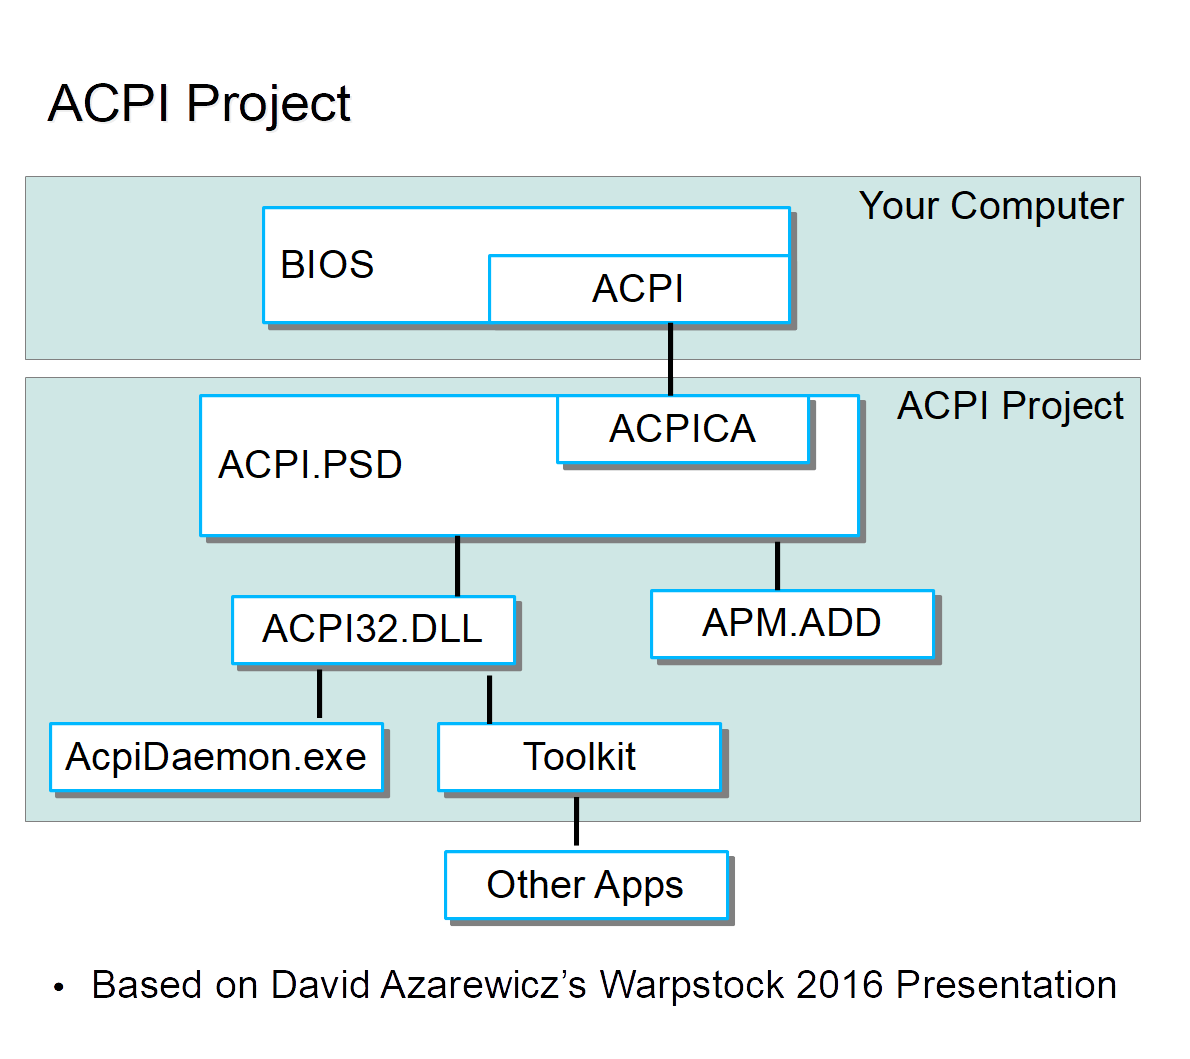 ACPI Project
Your Computer
BIOS
ACPI
ACPI Project
ACPICA
ACPI.PSD
ACPI32.DLL
APM.ADD
AcpiDaemon.exe
Toolkit
Other Apps
• Based on David Azarewicz’s Warpstock 2016 Presentation